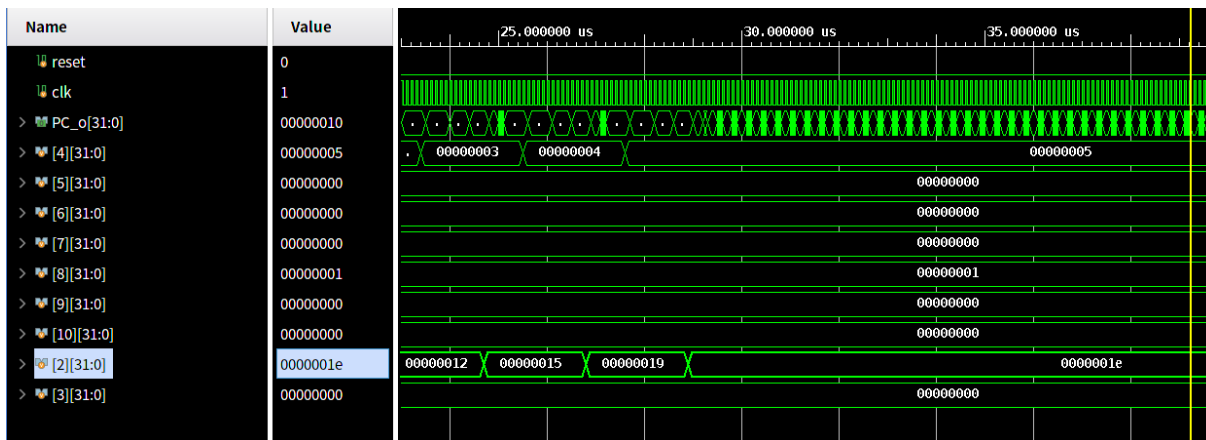 Name Value 25.000000 us 30.000000 us 35.000000 us
reset 0
clk 1
PC_o[31:0] 00000010
[4][31:0] 00000005 00000003 00000004 00000005
[5][31:0] 00000000 00000000
[6][31:0] 00000000 00000000
[7][31:0] 00000000 00000000
[8][31:0] 00000001 00000001
[9][31:0] 00000000 00000000
[10][31:0] 00000000 00000000
[2][31:0] 0000001e 00000012 00000015 00000019 0000001e
[3][31:0] 00000000 00000000